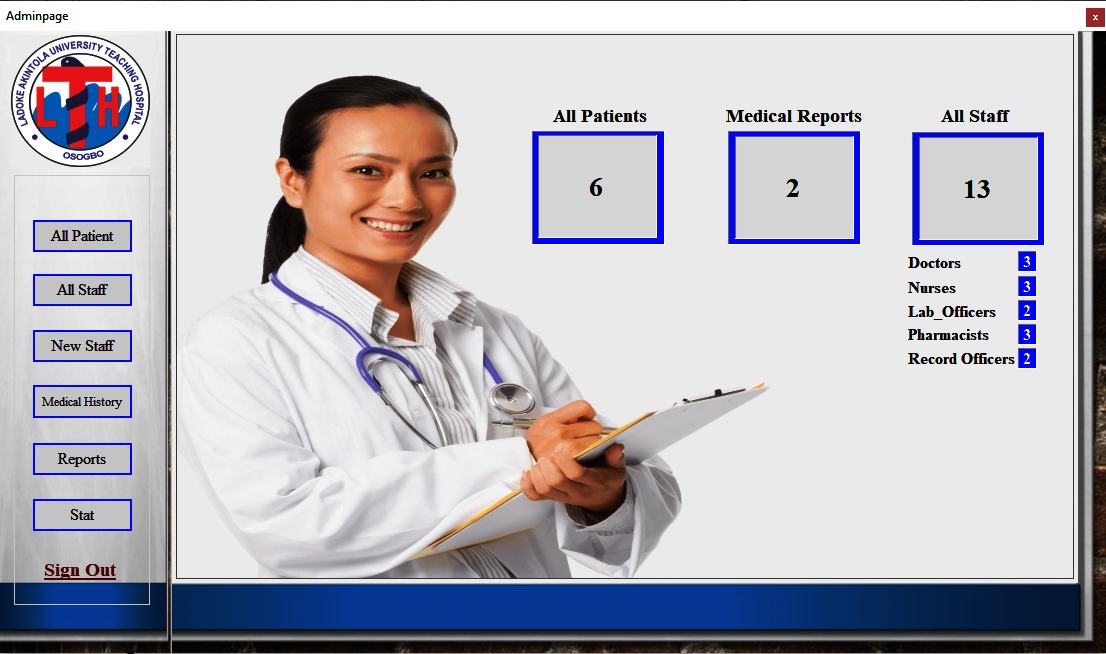 Adminpage
x
LADOKE AKINTOLA UNIVERSITY TEACHING HOSPITAL
LTH
OSOGBO
All Patient
All Staff
New Staff
Medical History
Reports
Stat
Sign Out
All Patients
6
Medical Reports
2
All Staff
13
Doctors 3
Nurses 3
Lab_Officers 2
Pharmacists 3
Record Officers 2